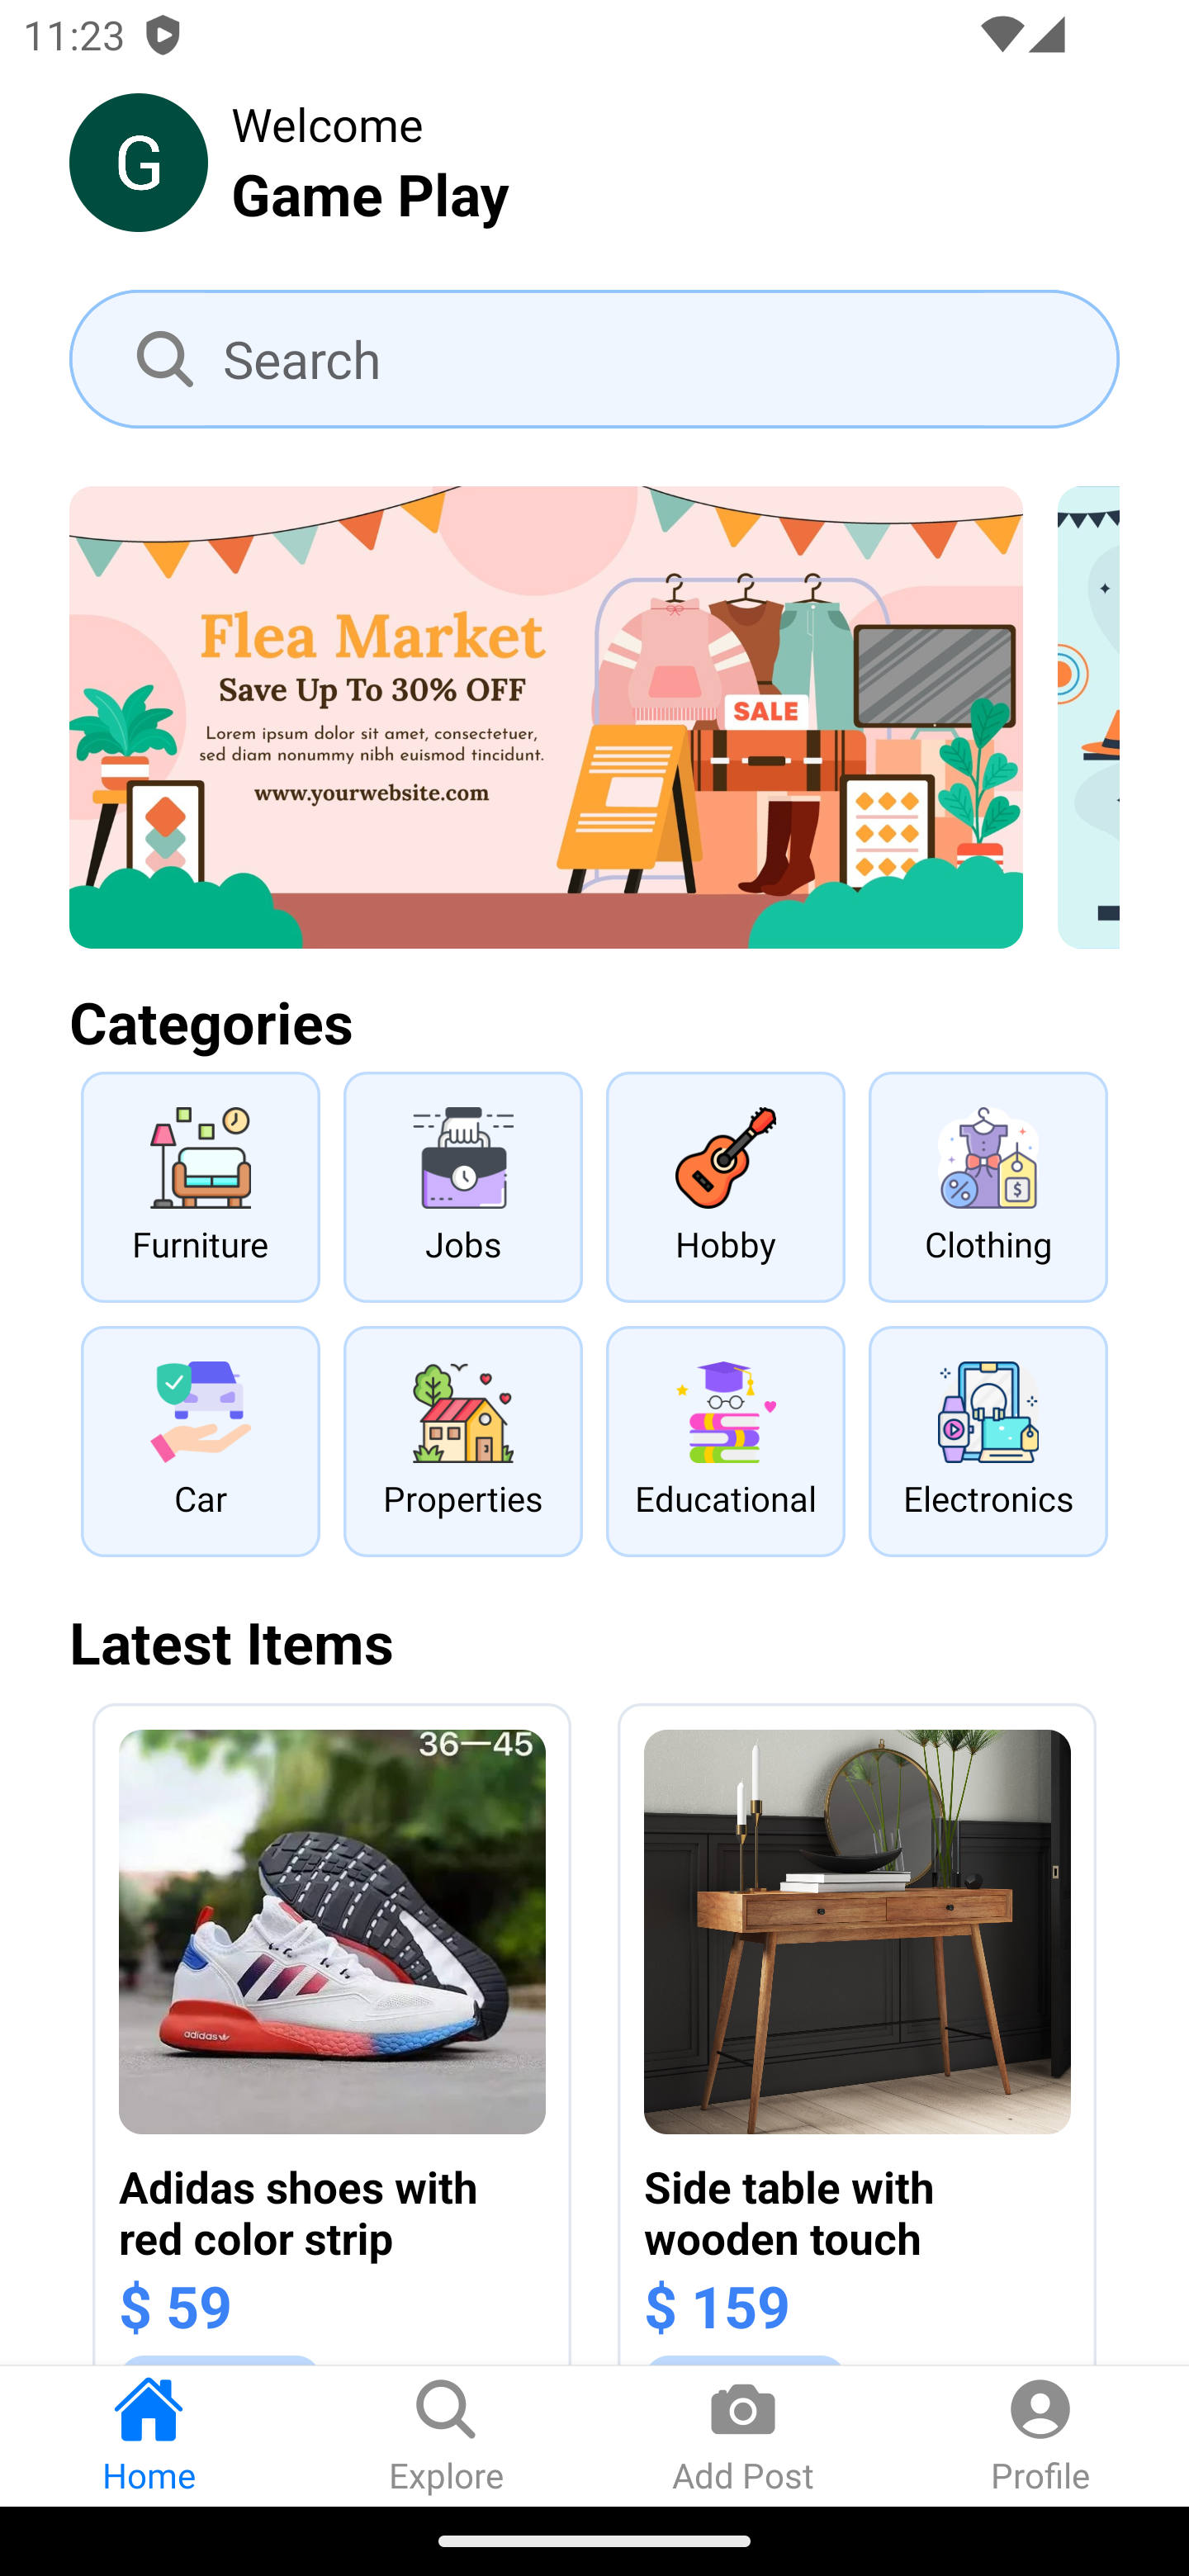 11:23
G
Welcome
Game Play
Search
Flea Market
Save Up To 30% OFF
Lorem ipsum dolor sit amet, consectetuer,
sed diam nonummy nibh euismod tincidunt.
www.yourwebsite.com
SALE
Categories
Furniture
Jobs
Hobby
Clothing
Car
Properties
Educational
Electronics
Latest Items
36—45
adidas
Adidas shoes with
red color strip
$ 59
Side table with
wooden touch
$ 159
Home
Explore
Add Post
Profile